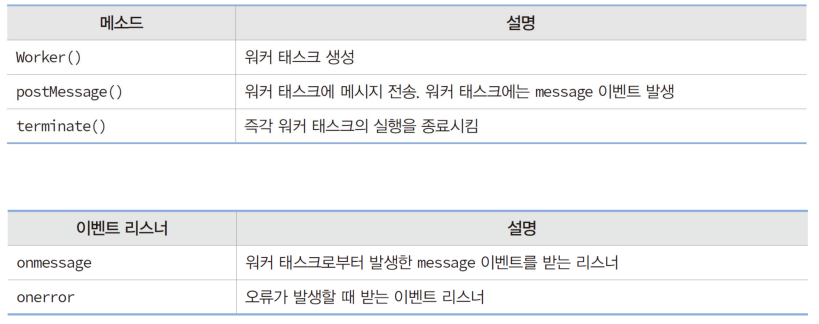 메소드 설명
Worker() 워커 태스크 생성
postMessage() 워커 태스크에 메시지 전송. 워커 태스크에는 message 이벤트 발생
terminate() 즉각 워커 태스크의 실행을 종료시킴
이벤트 리스너 설명
onmessage 워커 태스크로부터 발생한 message 이벤트를 받는 리스너
onerror 오류가 발생할 때 받는 이벤트 리스너